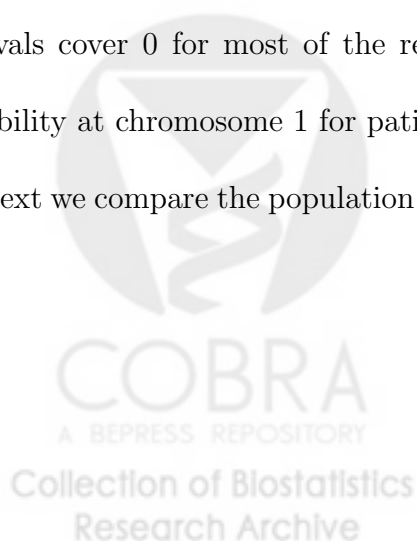 vals cover 0 for most of the re
bility at chromosome 1 for pati
ext we compare the population
COBRA
A BEPRESS REPOSITORY
Collection of Biostatistics
Research Archive